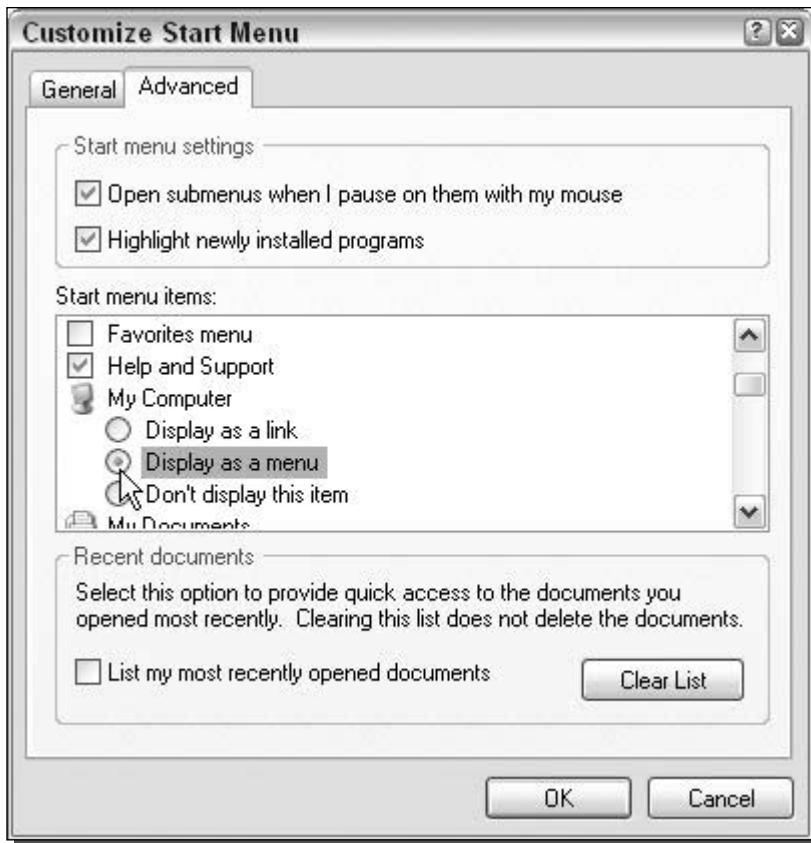 Customize Start Menu
General
Advanced
Start menu settings
Open submenus when I pause on them with my mouse
Highlight newly installed programs
Start menu items:
Favorites menu
Help and Support
My Computer
Display as a link
Display as a menu
Don't display this item
My Documents
Recent documents
Select this option to provide quick access to the documents you
opened most recently.  Clearing this list does not delete the documents.
List my most recently opened documents
Clear List
OK
Cancel